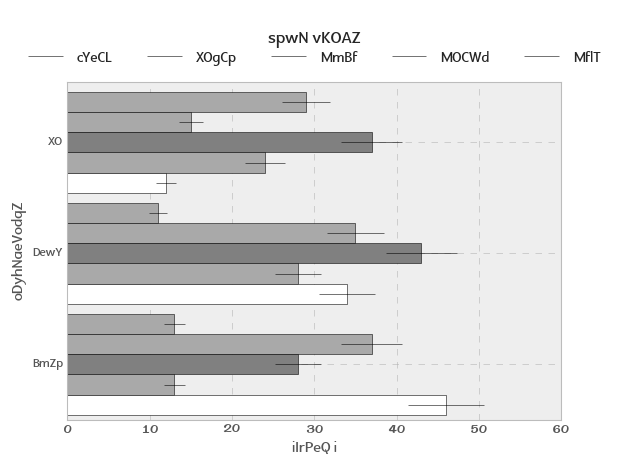 spwN vKOAZ
cYeCL XOgCp MmBf MOCWd MflT
XO
DewY
BmZp
oDyhNaeVodqZ
0 10 20 30 40 50 60
iIrPeQ i